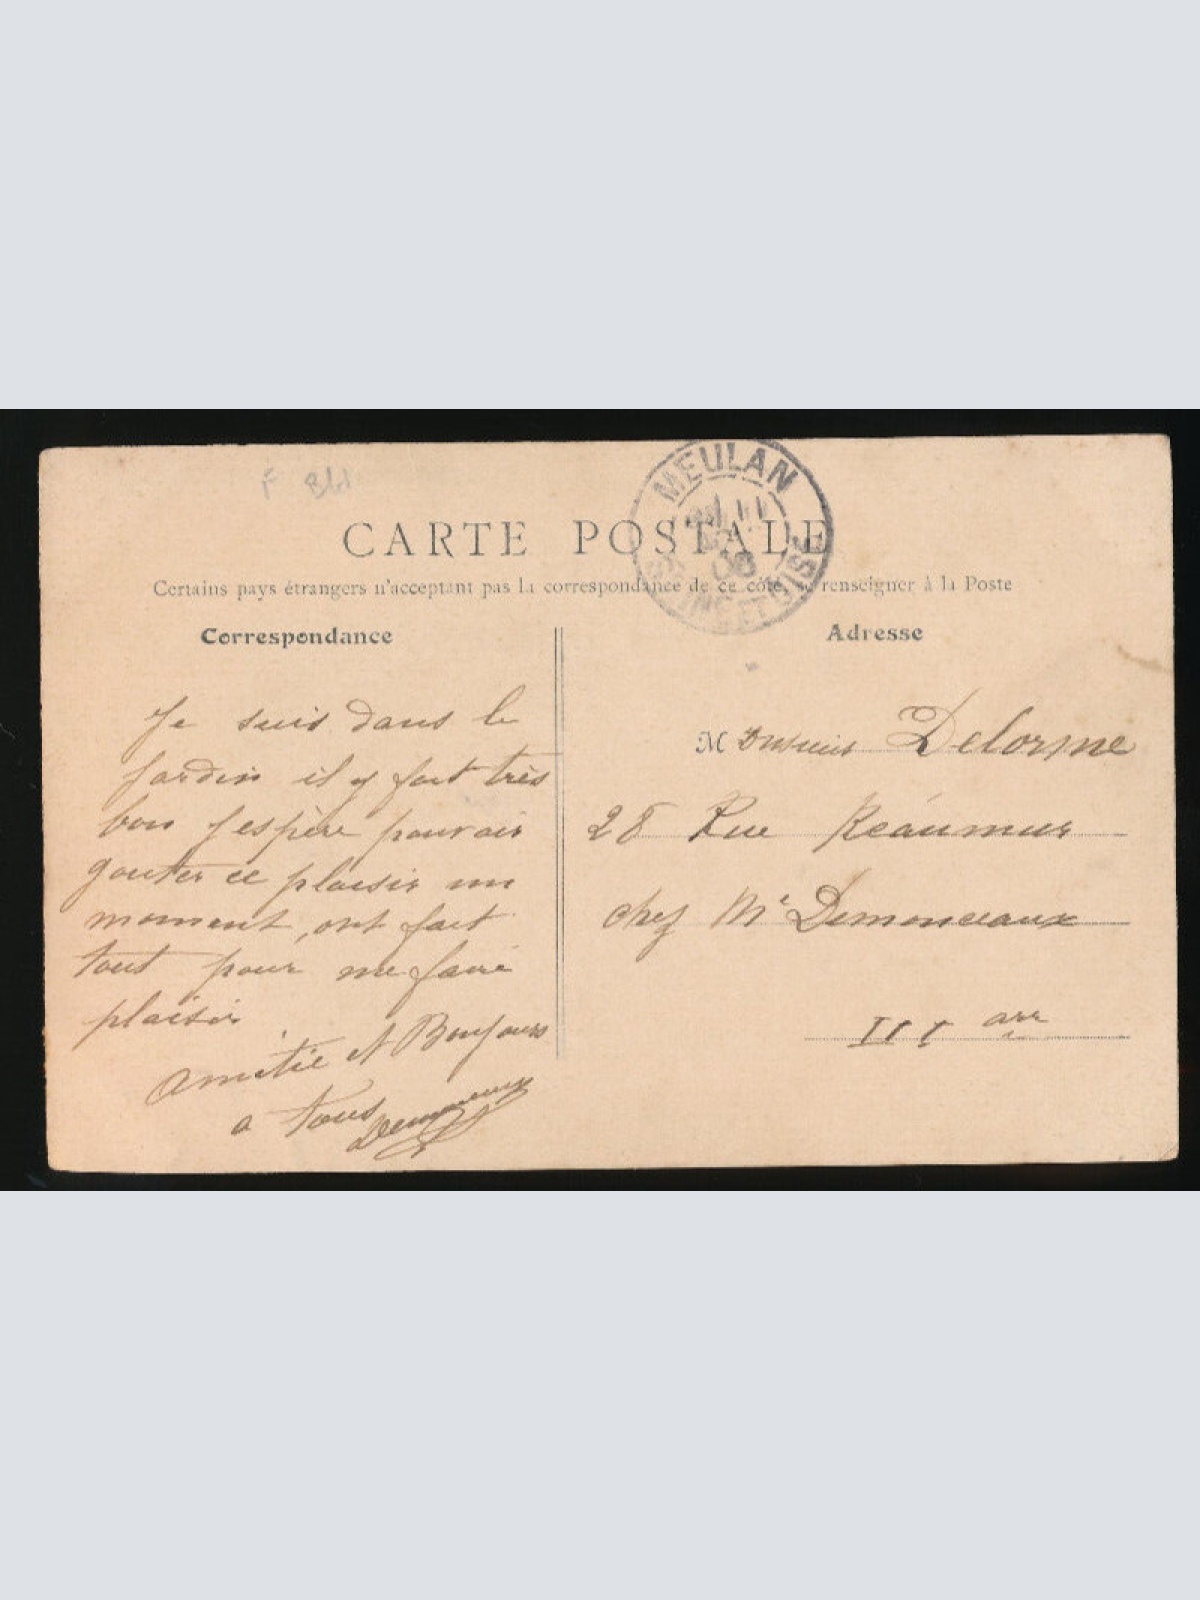 F
MEULAN
CARTE POSTALE
Certains pays étrangers n'acceptant pas la correspondance de ce côté, se renseigner à la Poste
Correspondance
Adresse
Je suis dans le
Jardin il y fait très
bon J'espère pouvoir
gouter ce plaisir un
moment, ont fait
tout pour me faire
plaisir
Amitié et Bonjours
a Tous
Monsieur Delorme
28 Rue Réaumur
chez Mr Demonceaux
III arr